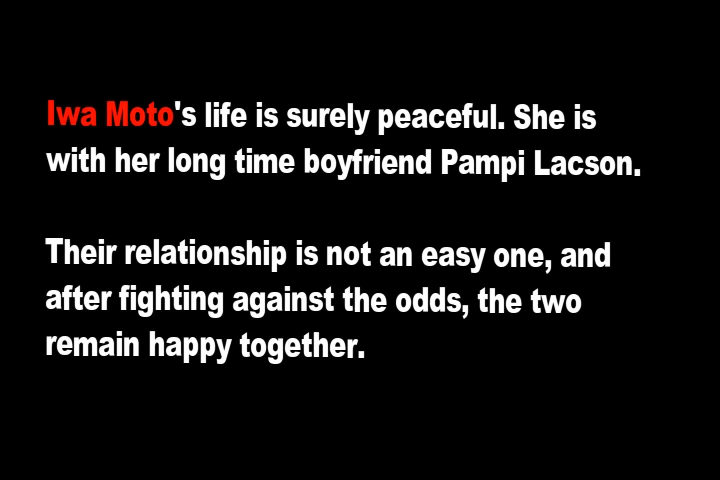 Iwa Moto's life is surely peaceful. She is
with her long time boyfriend Pampi Lacson.
Their relationship is not an easy one, and
after fighting against the odds, the two
remain happy together.